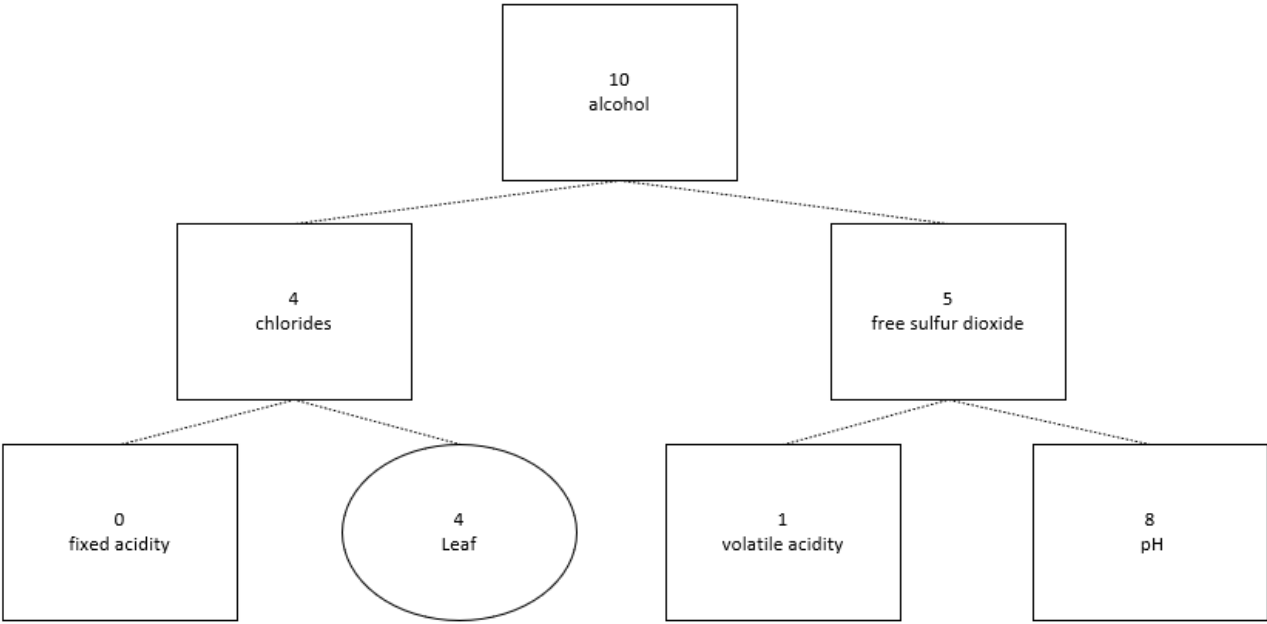 10
alcohol
4
chlorides
5
free sulfur dioxide
0
fixed acidity
4
Leaf
1
volatile acidity
8
pH